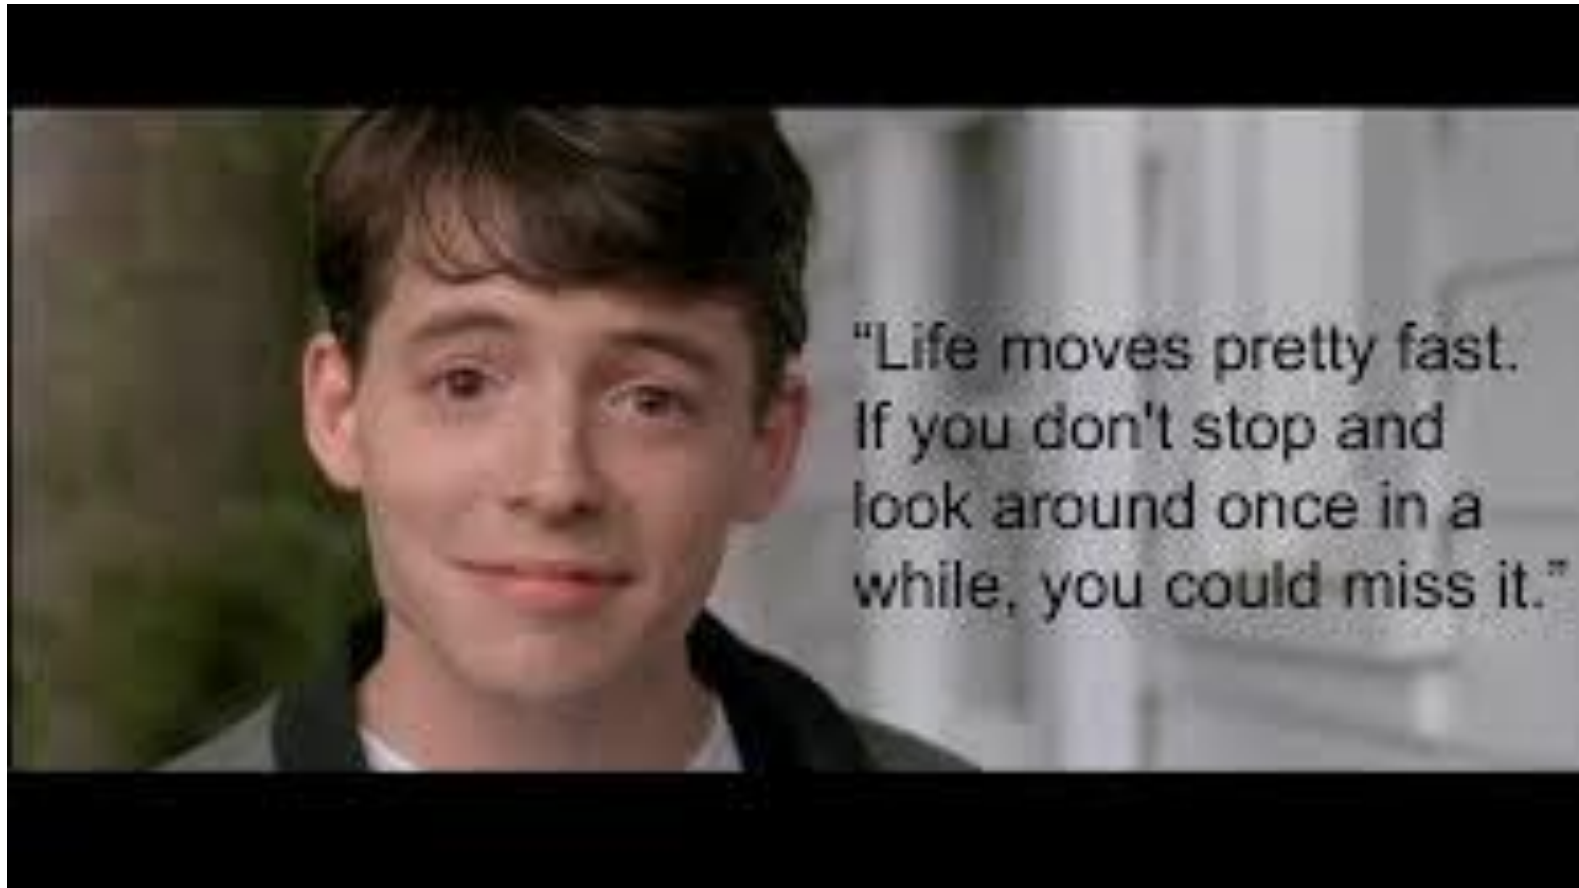 “Life moves pretty fast.
If you don't stop and
look around once in a
while, you could miss it.”